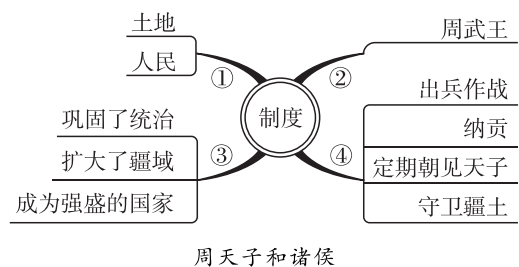 土地
人民
①
②
周武王
制度
巩固了统治
扩大了疆域
成为强盛的国家
③
④
出兵作战
纳贡
定期朝见天子
守卫疆土
周天子和诸侯